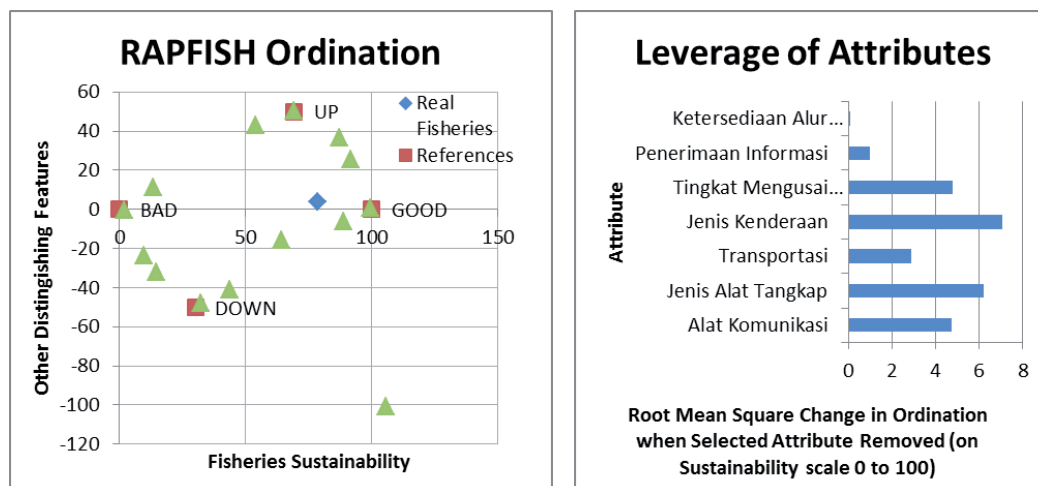 RAPFISH Ordination
Other Distingishing Features
60
40
20
0
-20
-40
-60
-80
-100
-120
UP
BAD
GOOD
DOWN
Real
Fisheries
References
0
50
100
150
Fisheries Sustainability
Leverage of Attributes
Attribute
Ketersediaan Alur...
Penerimaan Informasi
Tingkat Mengusai...
Jenis Kenderaan
Transportasi
Jenis Alat Tangkap
Alat Komunikasi
0
2
4
6
8
Root Mean Square Change in Ordination
when Selected Attribute Removed (on
Sustainability scale 0 to 100)